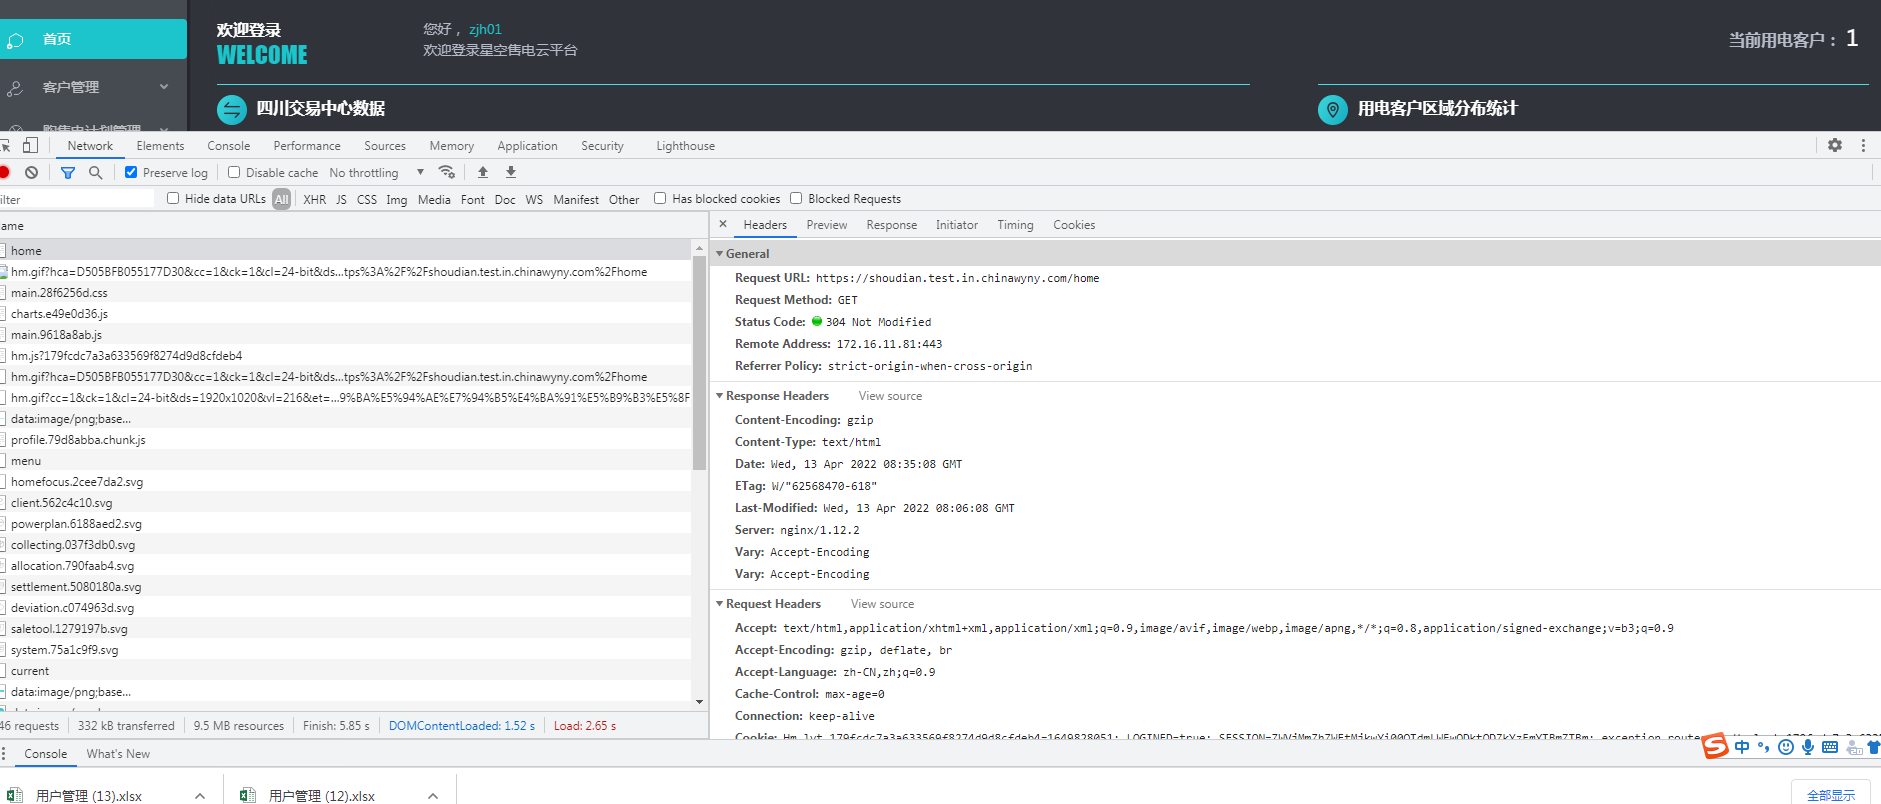 首页
客户管理
购售电计划管理
欢迎登录
WELCOME
您好， zjh01
欢迎登录星空售电云平台
当前用电客户： 1
四川交易中心数据
用电客户区域分布统计
Network Elements Console Performance Sources Memory Application Security Lighthouse
Preserve log Disable cache No throttling
ilter Hide data URLs All XHR JS CSS Img Media Font Doc WS Manifest Other Has blocked cookies Blocked Requests
ame
home
hm.gif?hca=D505BFB055177D30&cc=1&ck=1&cl=24-bit&ds...tps%3A%2F%2Fshoudian.test.in.chinawyny.com%2Fhome
main.28f6256d.css
charts.e49e0d36.js
main.9618a8ab.js
hm.js?179fcdc7a3a633569f8274d9d8cfdeb4
hm.gif?hca=D505BFB055177D30&cc=1&ck=1&cl=24-bit&ds...tps%3A%2F%2Fshoudian.test.in.chinawyny.com%2Fhome
hm.gif?cc=1&ck=1&cl=24-bit&ds=1920x1020&vl=216&et=...9%BA%E5%94%AE%E7%94%B5%E4%BA%91%E5%B9%B3%E5%8F
data:image/png;base...
profile.79d8abba.chunk.js
menu
homefocus.2cee7da2.svg
client.562c4c10.svg
powerplan.6188aed2.svg
collecting.037f3db0.svg
allocation.790faab4.svg
settlement.5080180a.svg
deviation.c074963d.svg
saletool.1279197b.svg
system.75a1c9f9.svg
current
data:image/png;base...
46 requests 332 kB transferred 9.5 MB resources Finish: 5.85 s DOMContentLoaded: 1.52 s Load: 2.65 s
× Headers Preview Response Initiator Timing Cookies
General
Request URL: https://shoudian.test.in.chinawyny.com/home
Request Method: GET
Status Code: 304 Not Modified
Remote Address: 172.16.11.81:443
Referrer Policy: strict-origin-when-cross-origin
Response Headers View source
Content-Encoding: gzip
Content-Type: text/html
Date: Wed, 13 Apr 2022 08:35:08 GMT
ETag: W/"62568470-618"
Last-Modified: Wed, 13 Apr 2022 08:06:08 GMT
Server: nginx/1.12.2
Vary: Accept-Encoding
Vary: Accept-Encoding
Request Headers View source
Accept: text/html,application/xhtml+xml,application/xml;q=0.9,image/avif,image/webp,image/apng,*/*;q=0.8,application/signed-exchange;v=b3;q=0.9
Accept-Encoding: gzip, deflate, br
Accept-Language: zh-CN,zh;q=0.9
Cache-Control: max-age=0
Connection: keep-alive
Cookie:
中
Console What's New
用户管理 (13).xlsx
用户管理 (12).xlsx
全部显示